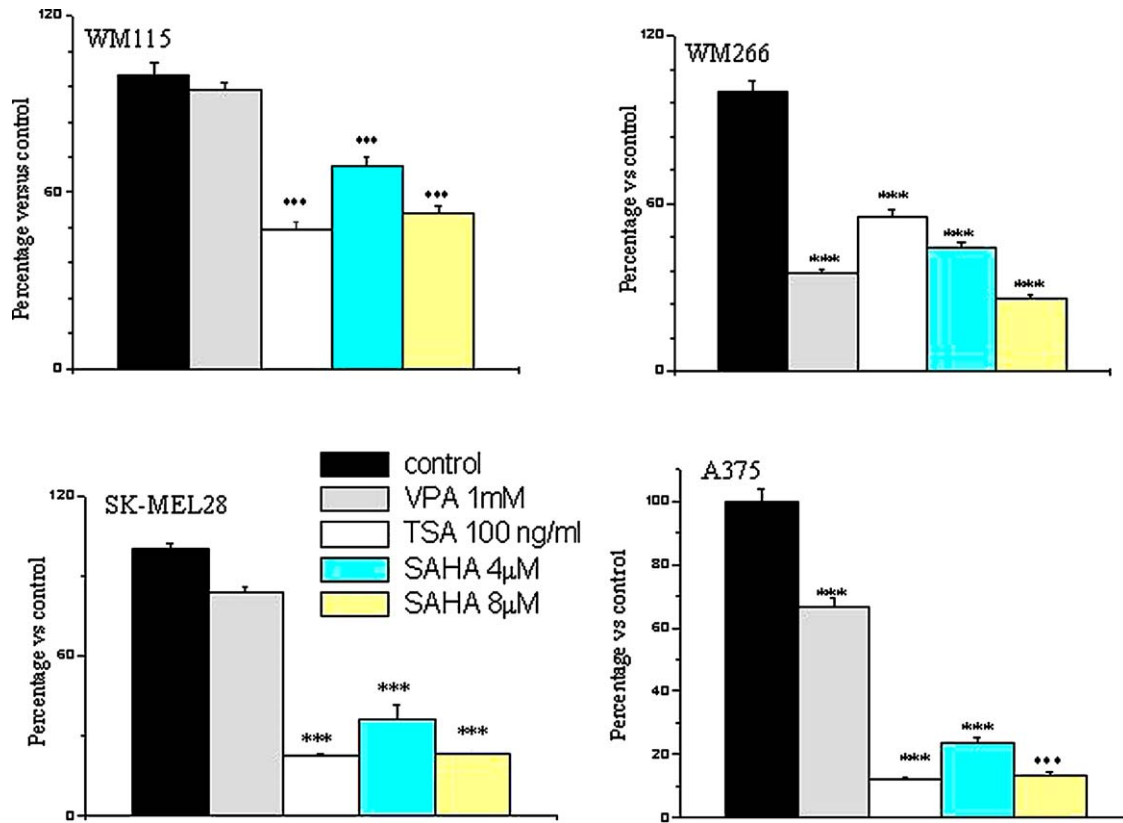 WM115
120
60
0
Percentage versus control
***
***
***
WM266
120
60
0
Percentage vs control
***
***
***
***
control
VPA 1mM
TSA 100 ng/ml
SAHA 4µM
SAHA 8µM
SK-MEL28
120
60
0
Percentage vs control
***
***
***
A375
100
80
60
40
20
0
Percentage vs control
***
***
***
***